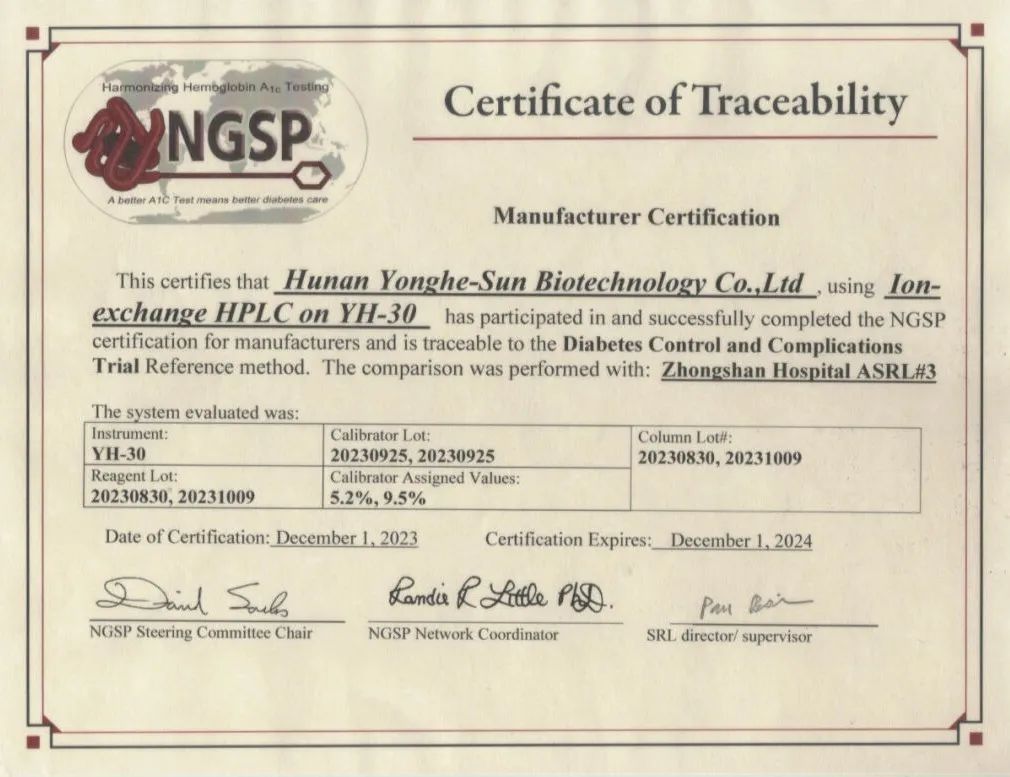 Harmonizing Hemoglobin A1c Testing
NGSP
A better A1C Test means better diabetes care
Certificate of Traceability
Manufacturer Certification
This certifies that Hunan Yonghe-Sun Biotechnology Co.,Ltd , using Ion-
exchange HPLC on YH-30 has participated in and successfully completed the NGSP
certification for manufacturers and is traceable to the Diabetes Control and Complications
Trial Reference method. The comparison was performed with: Zhongshan Hospital ASRL#3
The system evaluated was:
Instrument:
YH-30
Calibrator Lot:
20230925, 20230925
Column Lot#:
20230830, 20231009
Reagent Lot:
20230830, 20231009
Calibrator Assigned Values:
5.2%, 9.5%
Date of Certification: December 1, 2023 Certification Expires: December 1, 2024
David Sacks
Randie R Little PhD.
NGSP Steering Committee Chair
NGSP Network Coordinator
SRL director/ supervisor